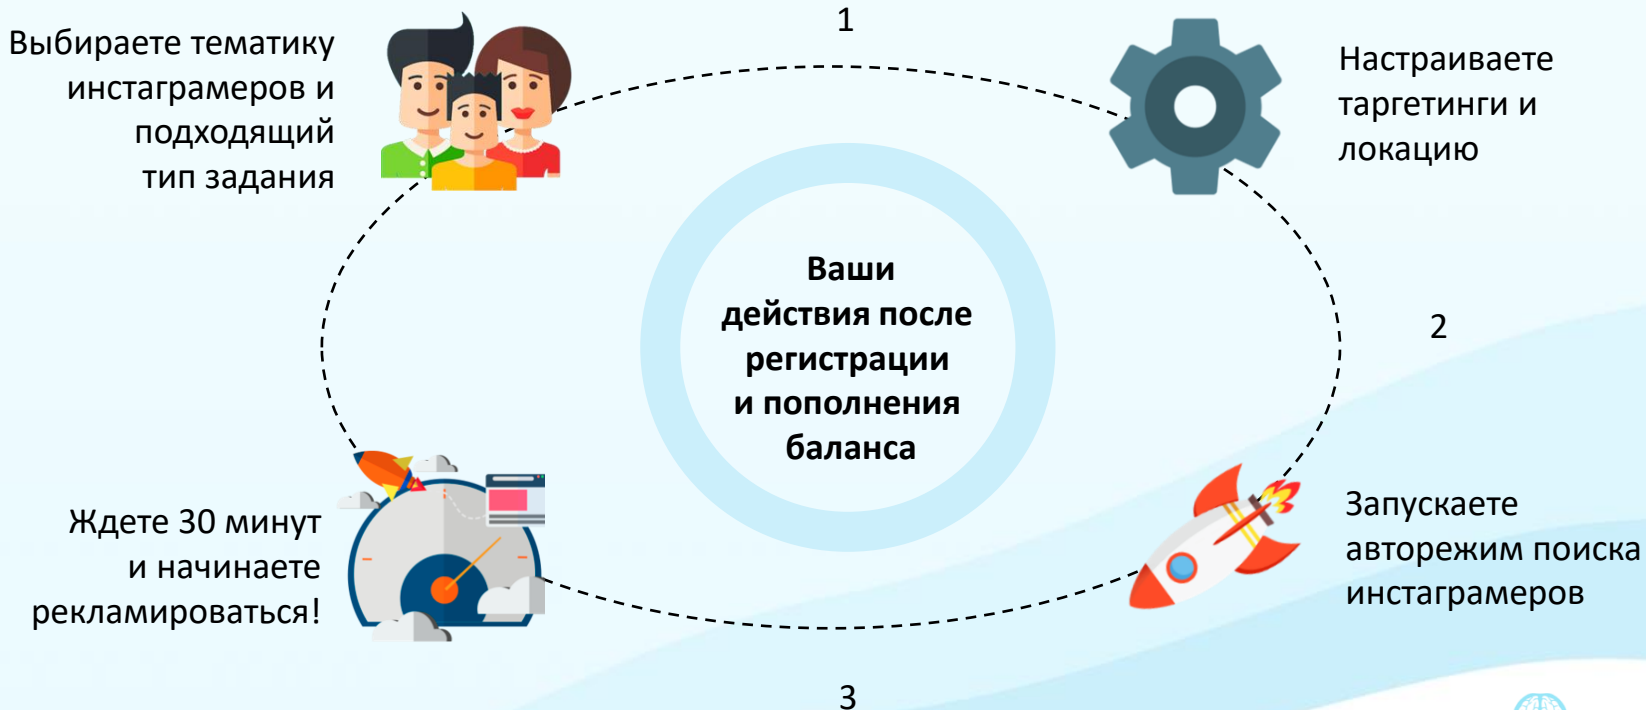 1
Выбираете тематику
инстаграмеров и
подходящий
тип задания
Настраиваете
таргетинги и
локацию
Ваши
действия после
регистрации
и пополнения
баланса
2
Ждете 30 минут
и начинаете
рекламироваться!
Запускаете
авторежим поиска
инстаграмеров
3